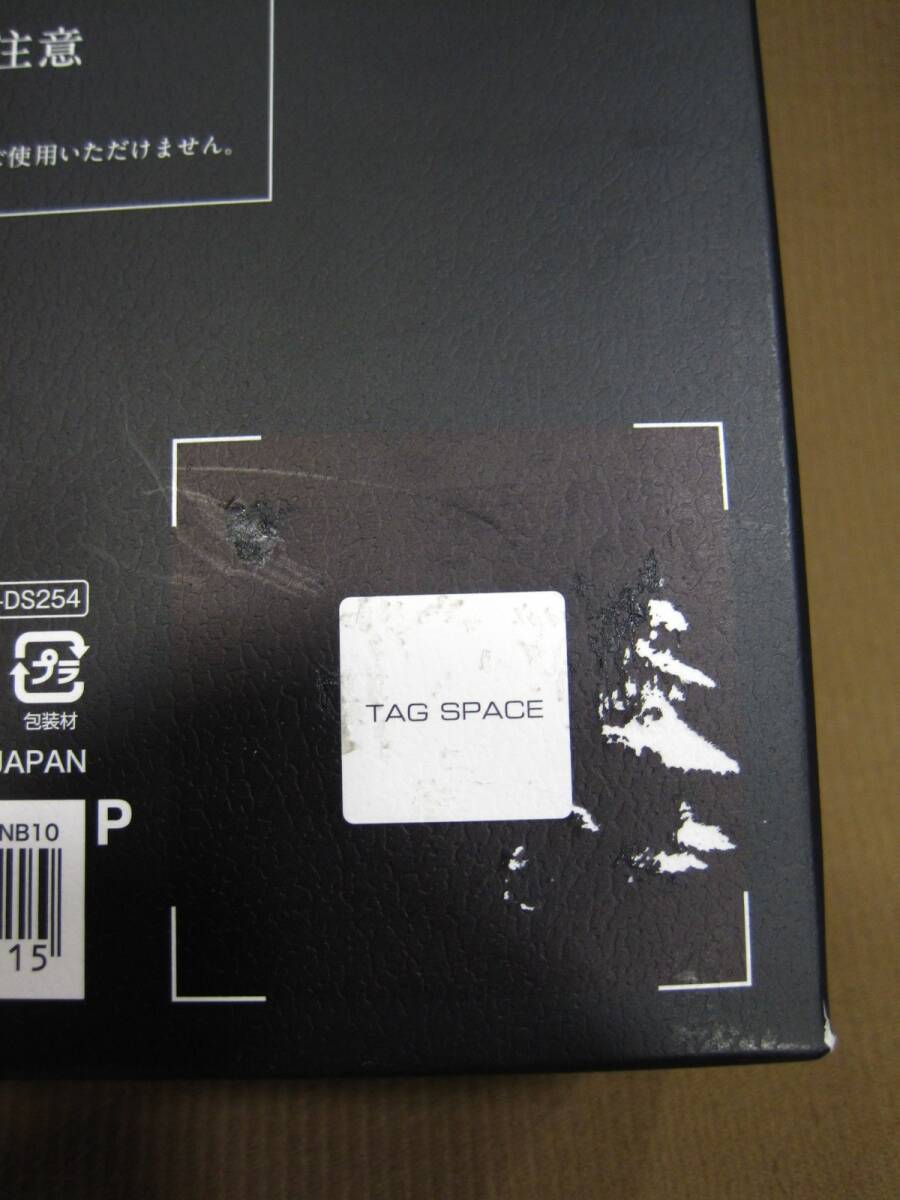 注意
ご使用いただけません。
-DS254
プラ
包装材
JAPAN
NB10
P
15
TAG SPACE